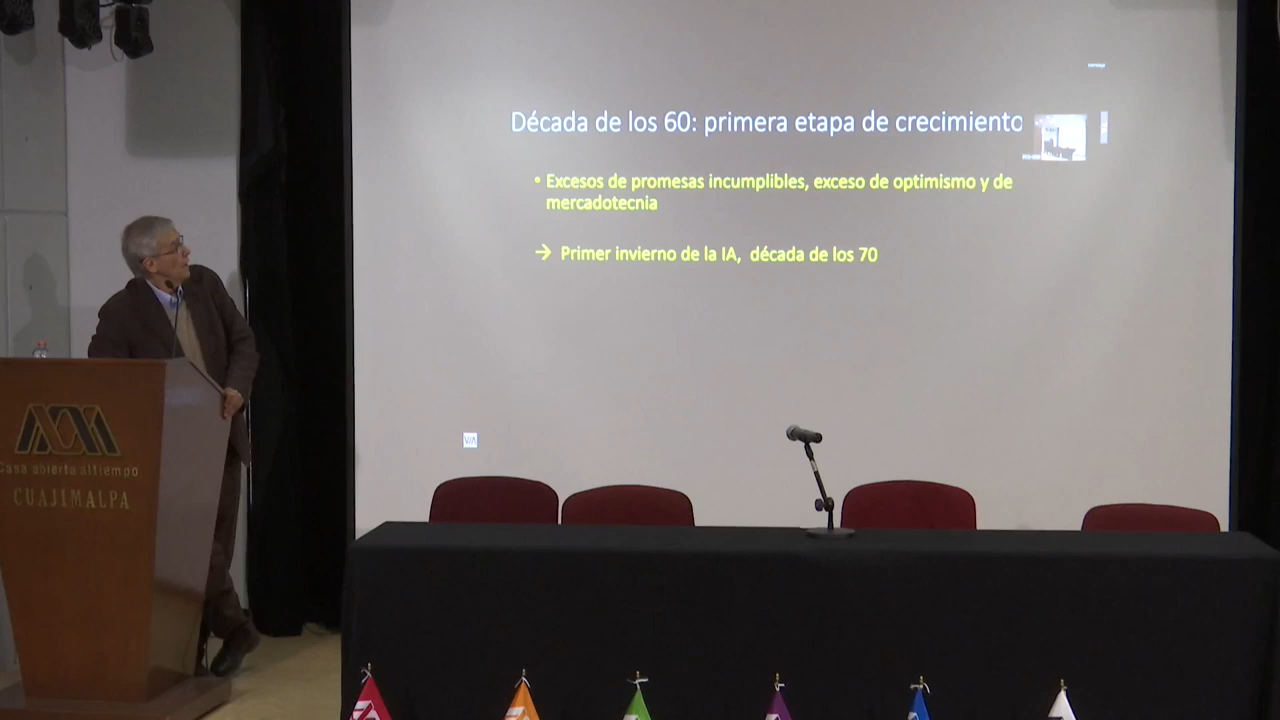 Década de los 60: primera etapa de crecimiento
• Excesos de promesas incumplibles, exceso de optimismo y de
mercadotecnia
→ Primer invierno de la IA, década de los 70
Casa abierta al tiempo
CUAJIMALPA